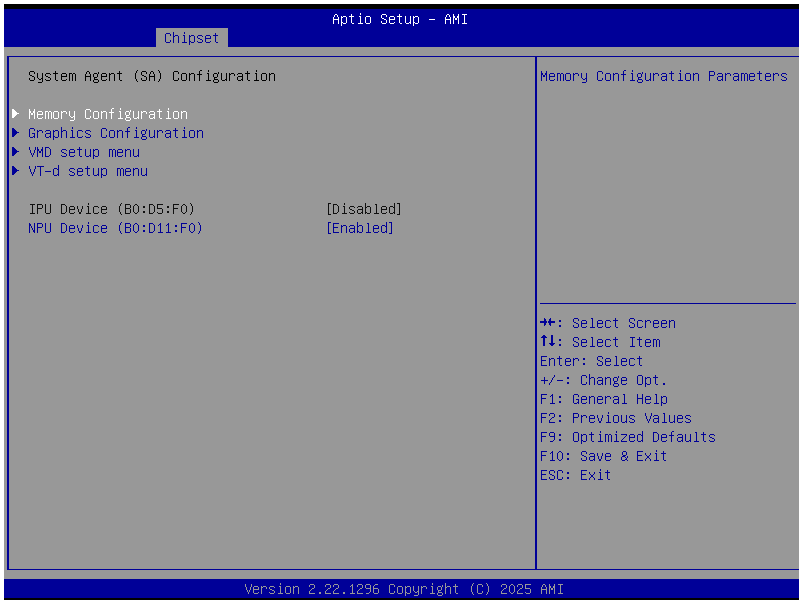 Aptio Setup - AMI
Chipset
System Agent (SA) Configuration
Memory Configuration
Graphics Configuration
VMD setup menu
VT-d setup menu
IPU Device (B0:D5:F0) [Disabled]
NPU Device (B0:D11:F0) [Enabled]
Memory Configuration Parameters
→←: Select Screen
↑↓: Select Item
Enter: Select
+/-: Change Opt.
F1: General Help
F2: Previous Values
F9: Optimized Defaults
F10: Save & Exit
ESC: Exit
Version 2.22.1296 Copyright (C) 2025 AMI